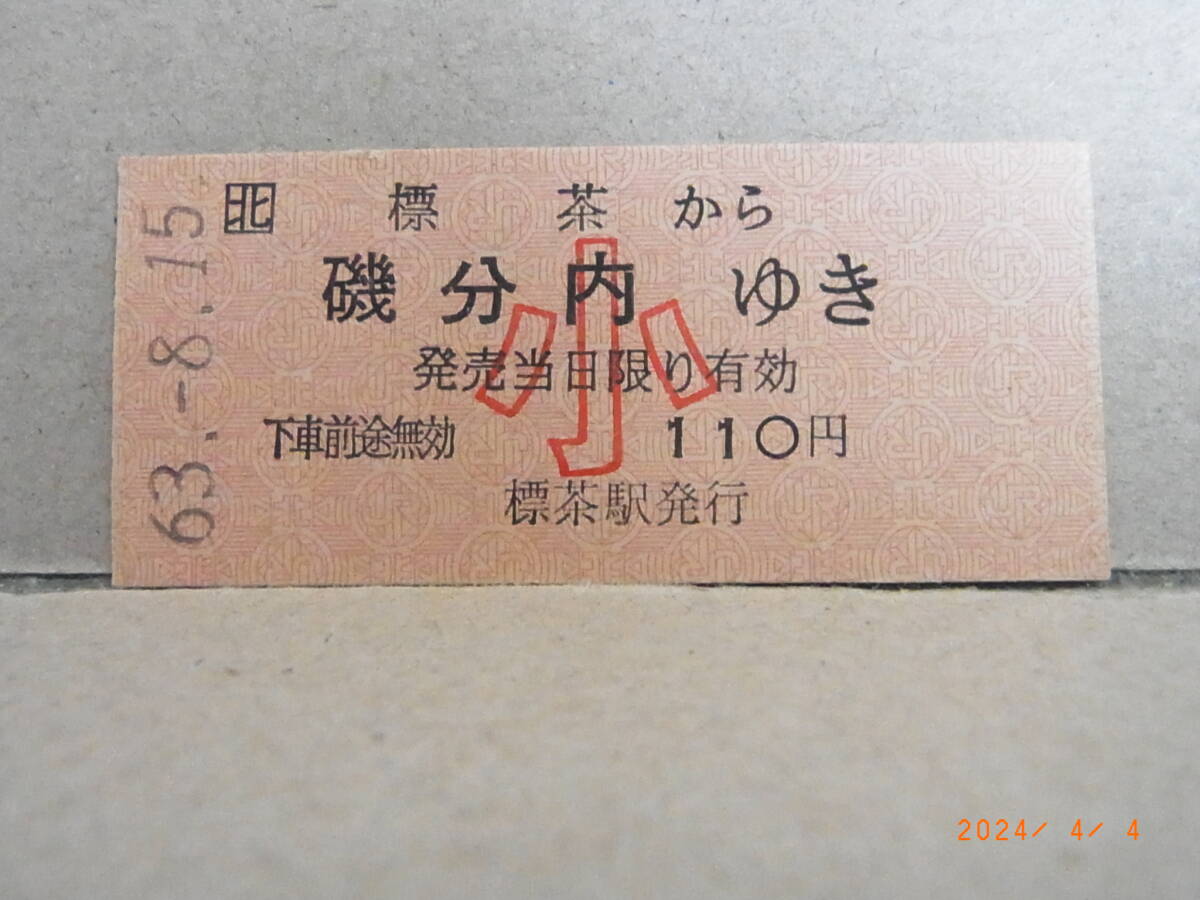 63.-8.15
北 標茶から
磯分内 ゆき
小
発売当日限り有効
下車前途無効 110円
標茶駅発行
2024/ 4/ 4